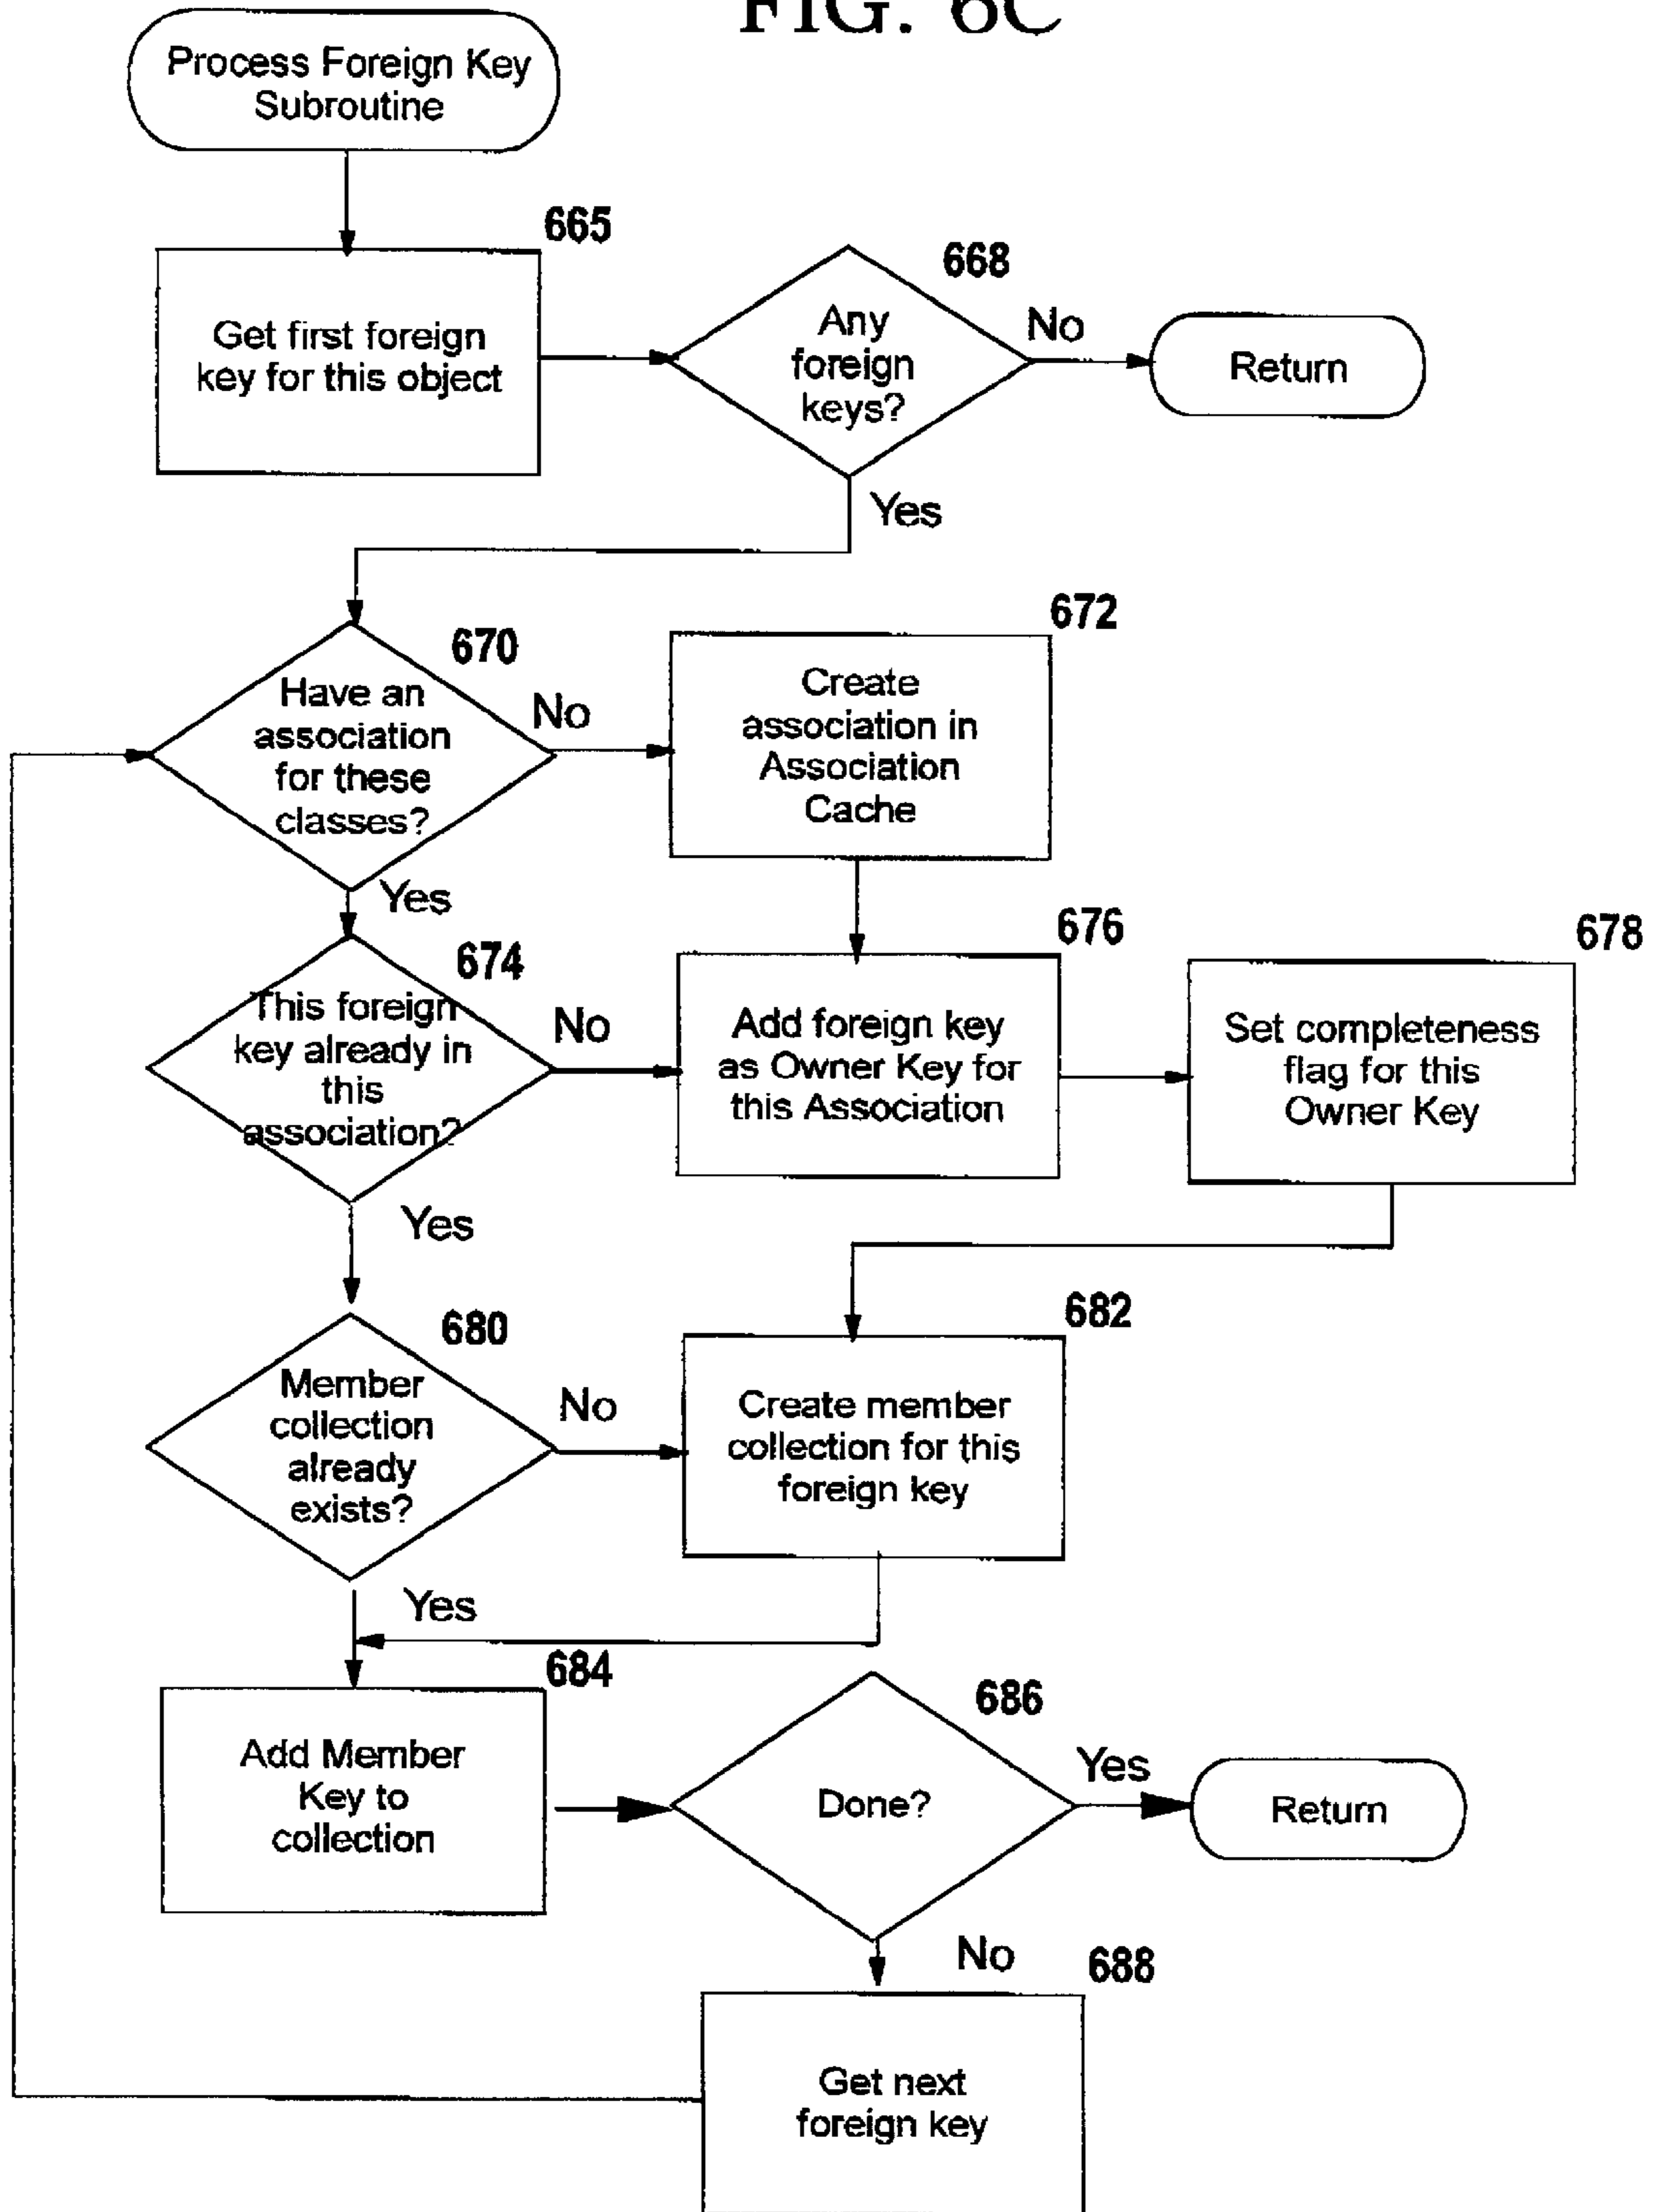 FIG. 6C
Process Foreign Key
Subroutine
665
Get first foreign
key for this object
668
Any
foreign
keys?
No
Return
Yes
670
Have an
association
for these
classes?
No
672
Create
association in
Association
Cache
Yes
674
This foreign
key already in
this
association?
No
676
Add foreign key
as Owner Key for
this Association
678
Set completeness
flag for this
Owner Key
Yes
680
Member
collection
already
exists?
No
682
Create member
collection for this
foreign key
Yes
684
Add Member
Key to
collection
686
Done?
Yes
Return
No
688
Get next
foreign key